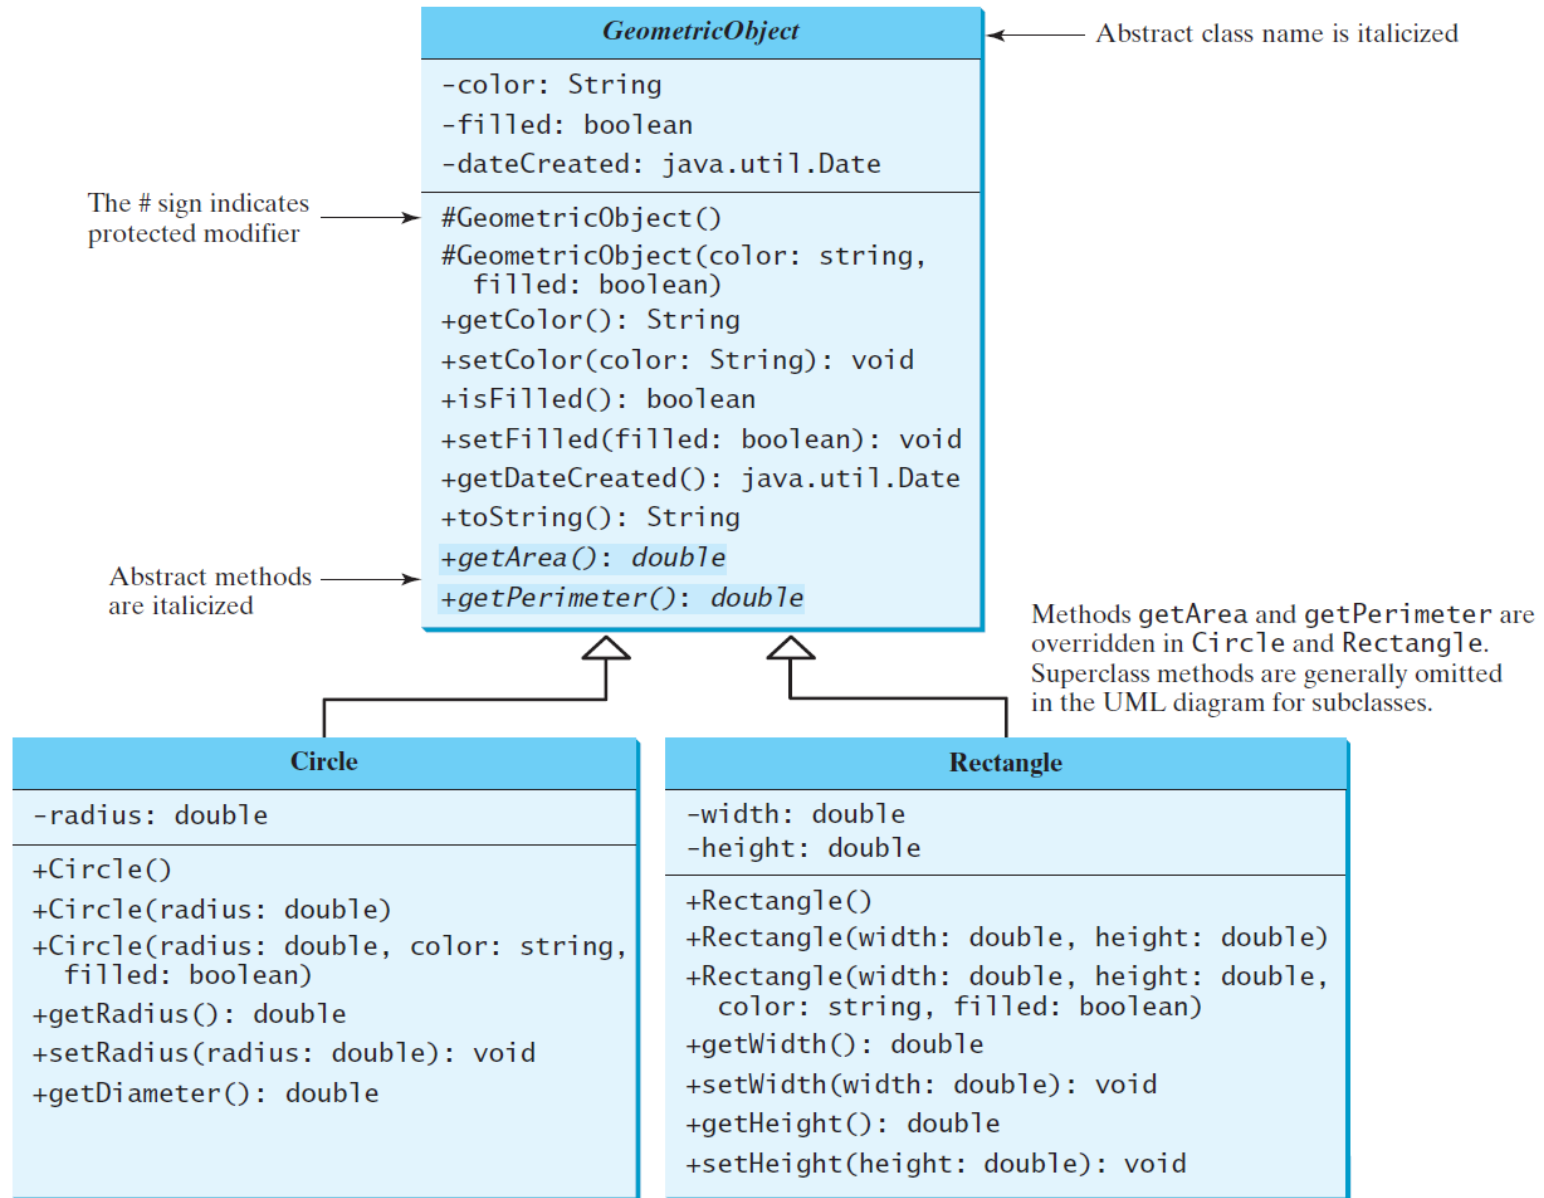 GeometricObject
Abstract class name is italicized
-color: String
-filled: boolean
-dateCreated: java.util.Date
The # sign indicates
protected modifier
#GeometricObject()
#GeometricObject(color: string,
filled: boolean)
+getColor(): String
+setColor(color: String): void
+isFilled(): boolean
+setFilled(filled: boolean): void
+getDateCreated(): java.util.Date
+toString(): String
+getArea(): double
+getPerimeter(): double
Abstract methods
are italicized
Methods getArea and getPerimeter are
overridden in Circle and Rectangle.
Superclass methods are generally omitted
in the UML diagram for subclasses.
Circle
-radius: double
+Circle()
+Circle(radius: double)
+Circle(radius: double, color: string,
filled: boolean)
+getRadius(): double
+setRadius(radius: double): void
+getDiameter(): double
Rectangle
-width: double
-height: double
+Rectangle()
+Rectangle(width: double, height: double)
+Rectangle(width: double, height: double,
color: string, filled: boolean)
+getWidth(): double
+setWidth(width: double): void
+getHeight(): double
+setHeight(height: double): void